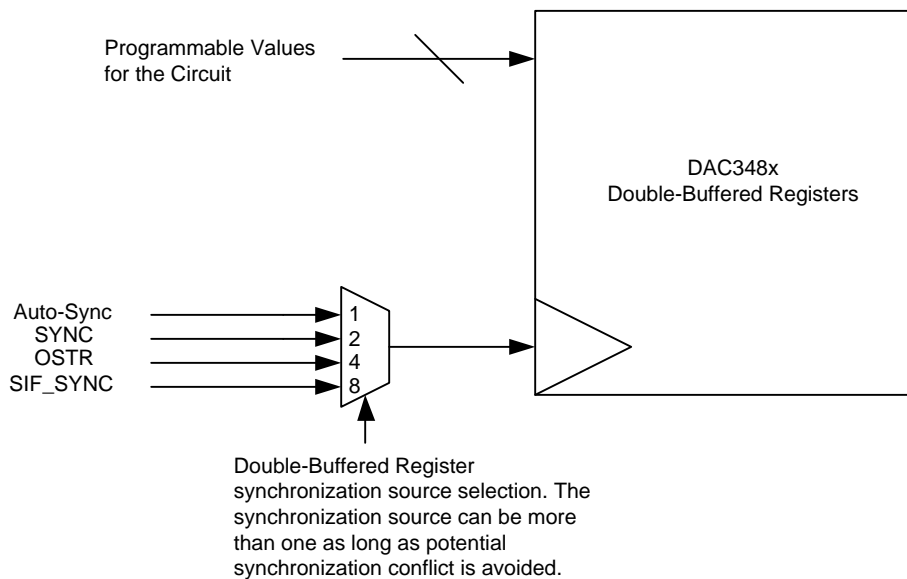 Programmable Values
for the Circuit
DAC348x
Double-Buffered Registers
Auto-Sync
SYNC
OSTR
SIF_SYNC
1
2
4
8
Double-Buffered Register
synchronization source selection. The
synchronization source can be more
than one as long as potential
synchronization conflict is avoided.